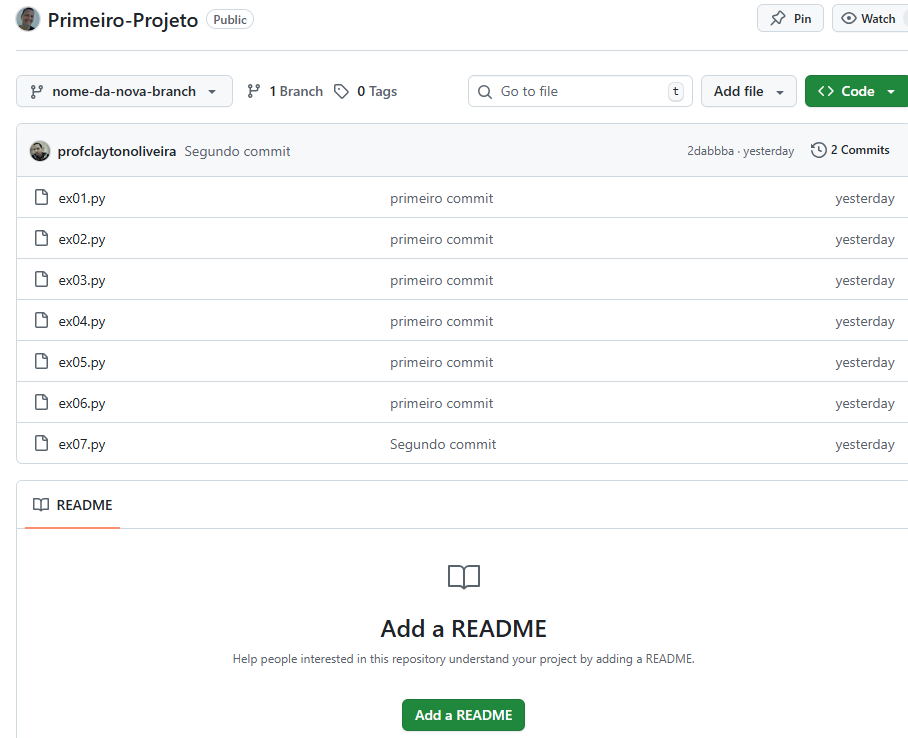 Primeiro-Projeto Public Pin Watch
nome-da-nova-branch 1 Branch 0 Tags Go to file t Add file Code
profclaytonoliveira Segundo commit 2dabbba · yesterday 2 Commits
ex01.py primeiro commit yesterday
ex02.py primeiro commit yesterday
ex03.py primeiro commit yesterday
ex04.py primeiro commit yesterday
ex05.py primeiro commit yesterday
ex06.py primeiro commit yesterday
ex07.py Segundo commit yesterday
README
Add a README
Help people interested in this repository understand your project by adding a README.
Add a README